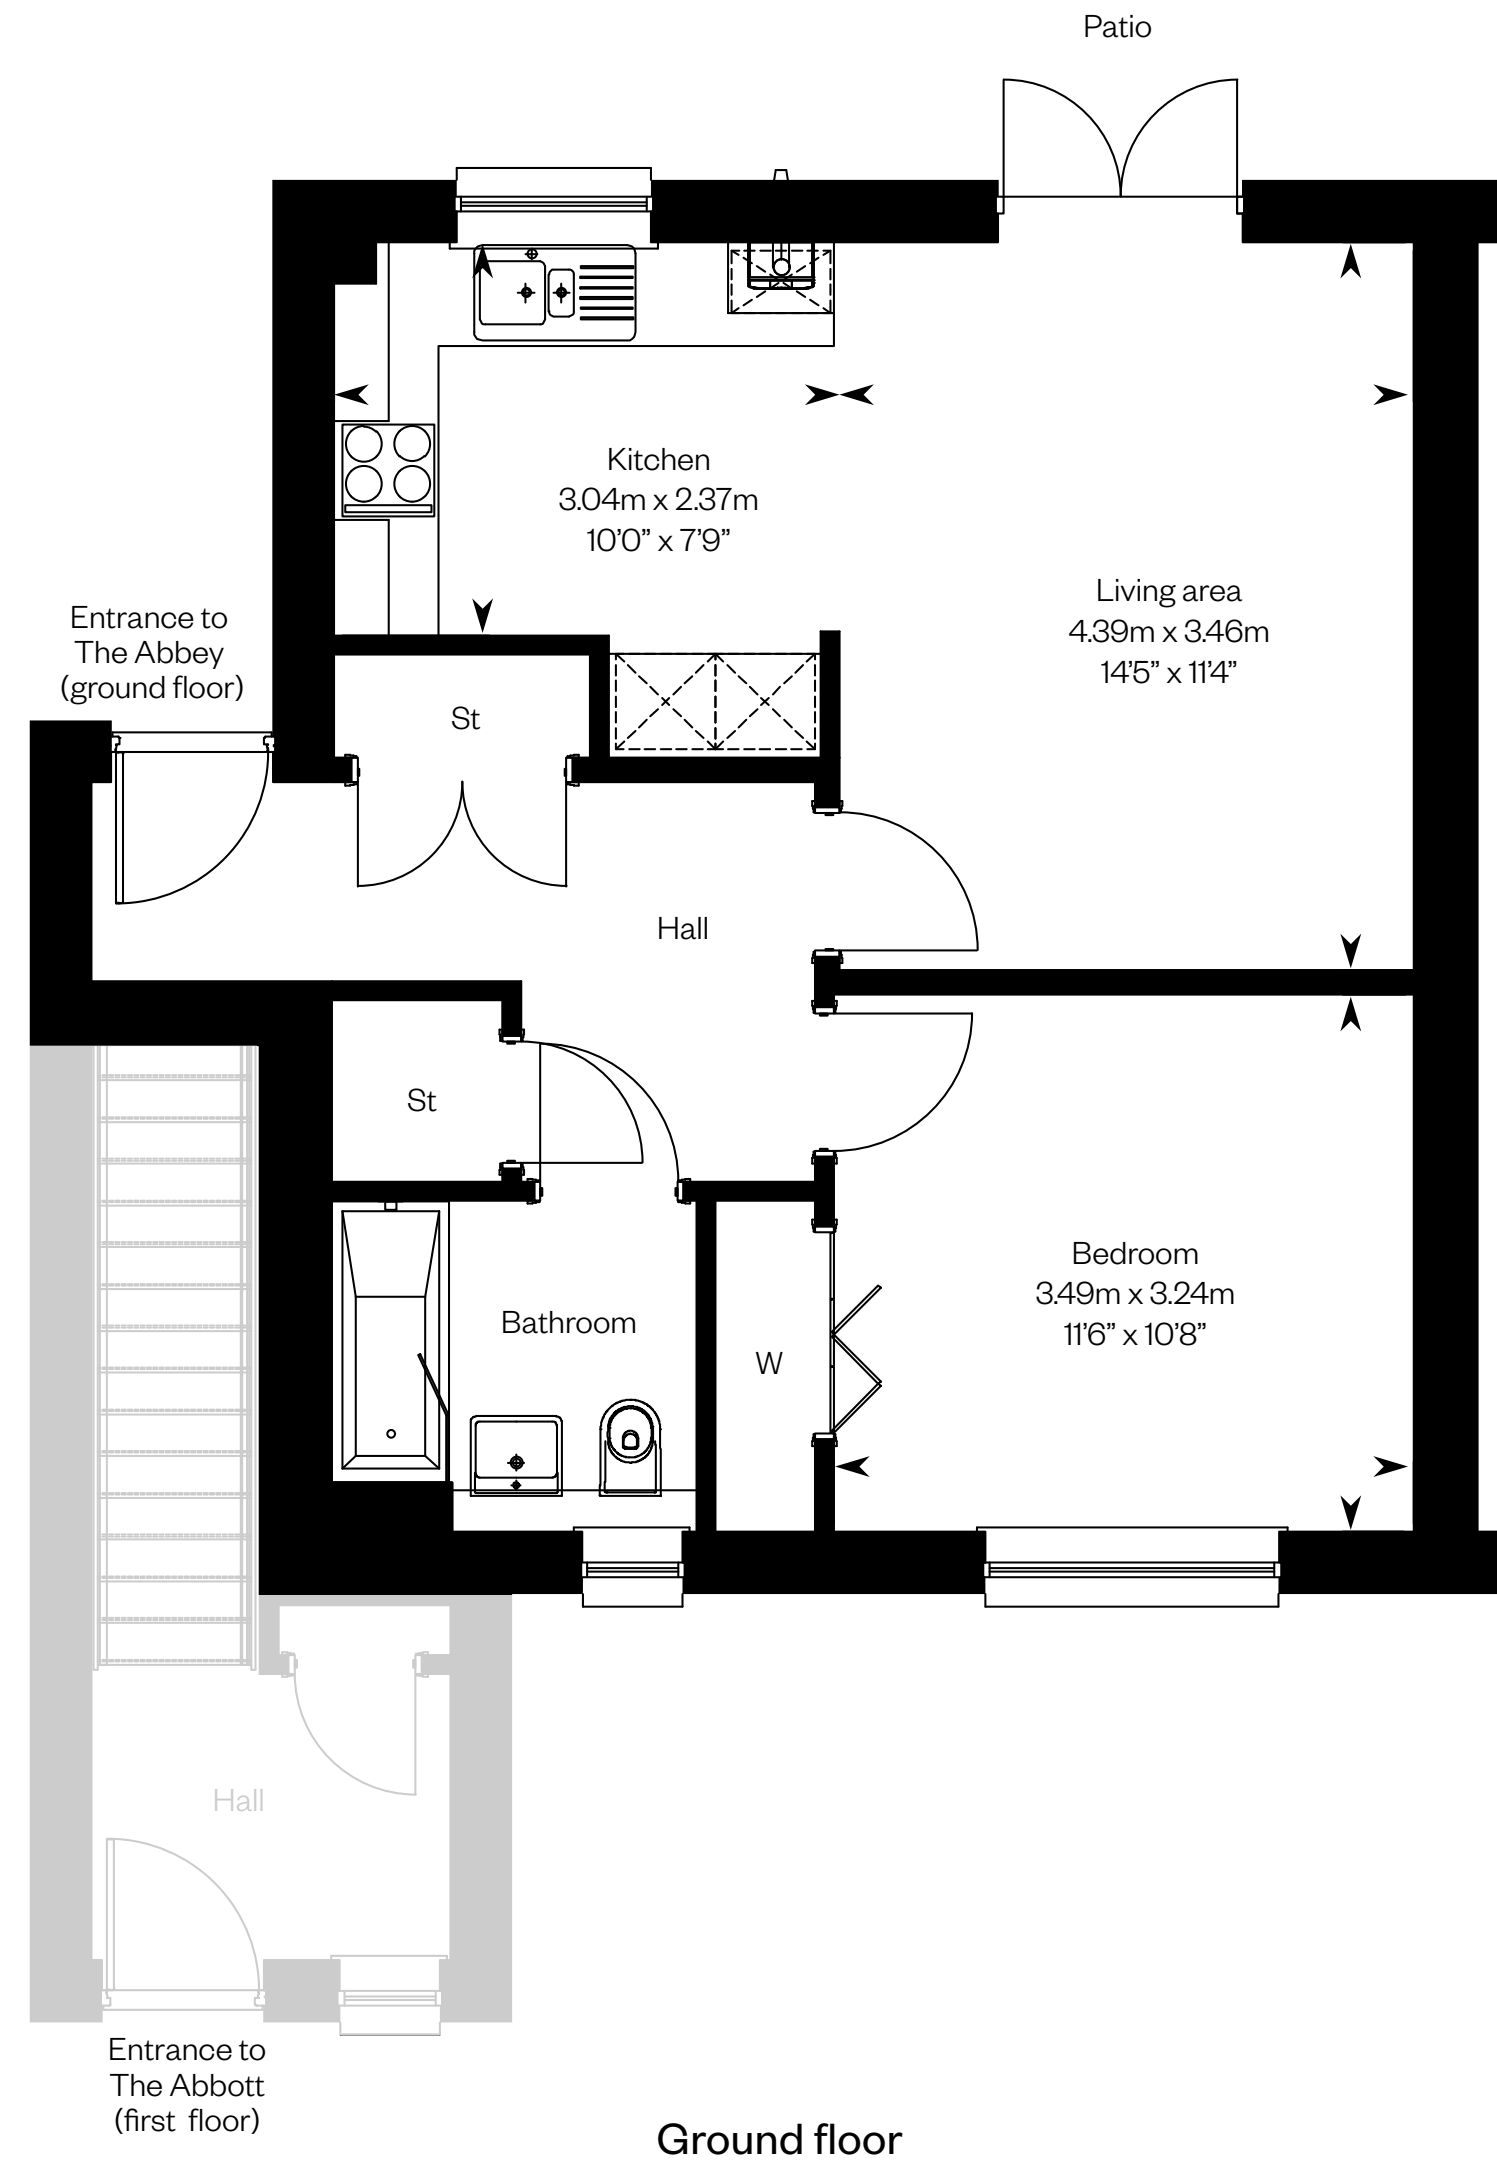 Patio
Kitchen
3.04m x 2.37m
10’0” x 7’9”
Living area
4.39m x 3.46m
14’5” x 11’4”
Entrance to
The Abbey
(ground floor)
St
Hall
St
Bedroom
3.49m x 3.24m
11’6” x 10’8”
Bathroom
W
Hall
Entrance to
The Abbott
(first floor)
Ground floor